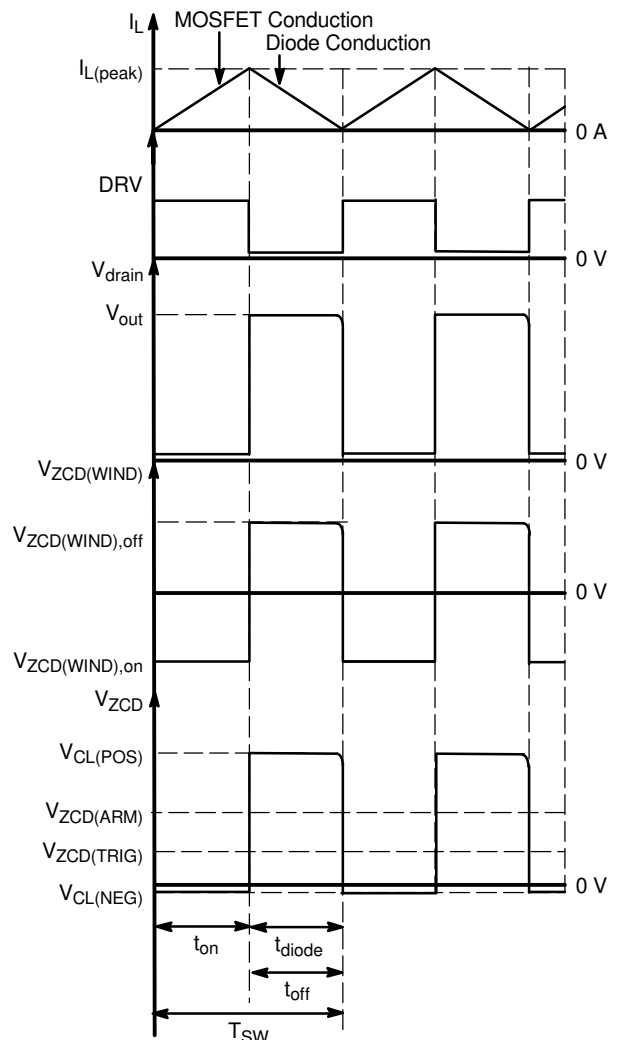 MOSFET Conduction
I_L
Diode Conduction
I_L(peak)
0 A
DRV
0 V
V_drain
V_out
0 V
V_ZCD(WIND)
V_ZCD(WIND),off
0 V
V_ZCD(WIND),on
V_ZCD
V_CL(POS)
V_ZCD(ARM)
V_ZCD(TRIG)
0 V
V_CL(NEG)
t_on
t_diode
t_off
T_SW